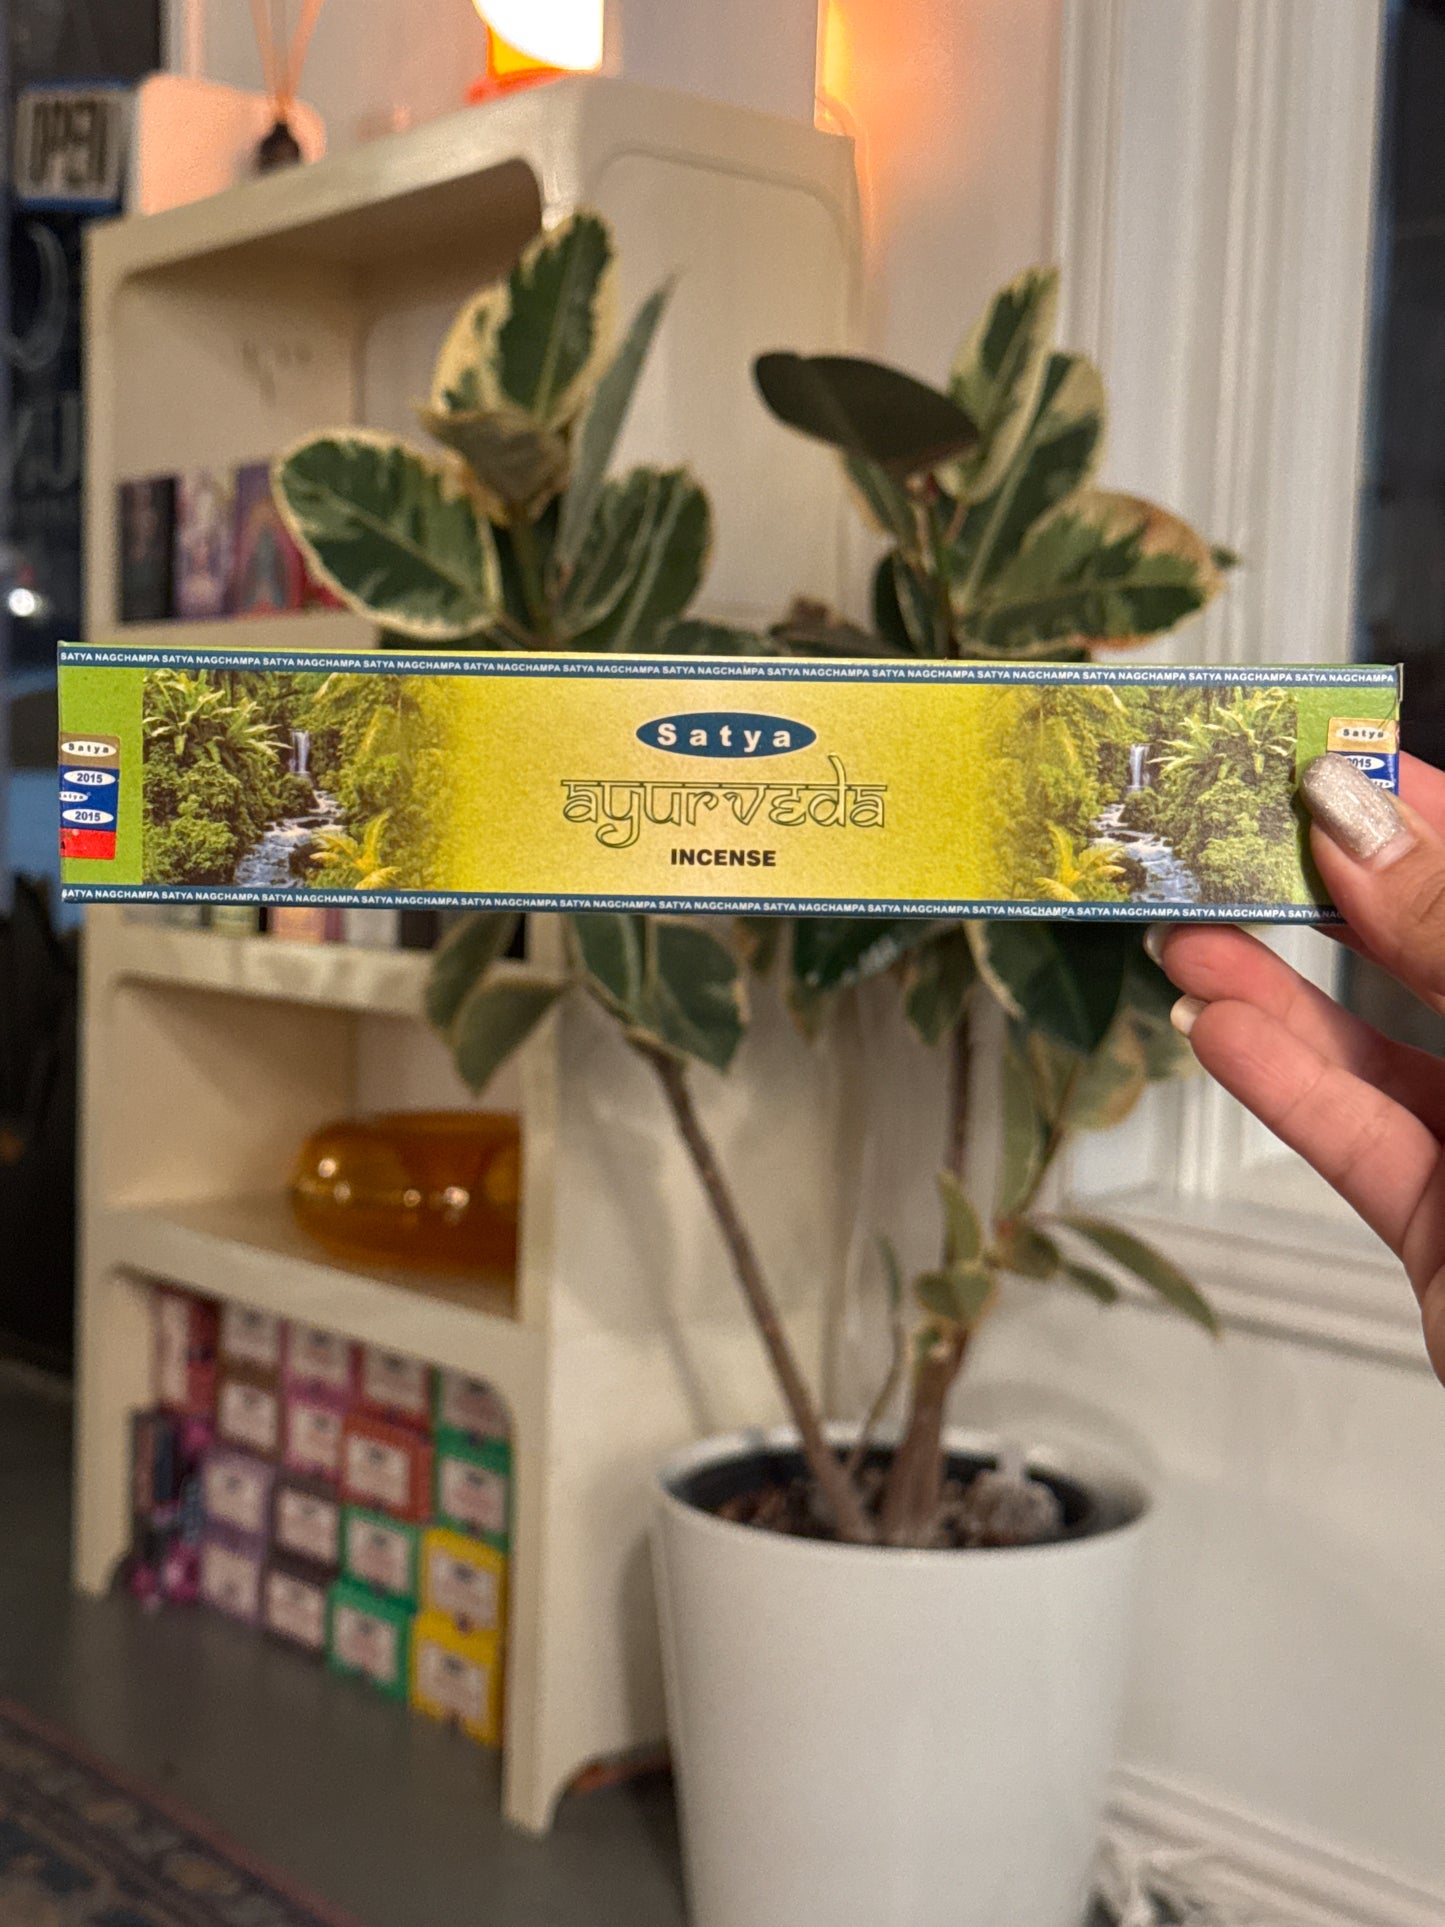 OPEN
SATYA NAGCHAMPA SATYA NAGCHAMPA SATYA NAGCHAMPA SATYA NAGCHAMPA SATYA NAGCHAMPA SATYA NAGCHAMPA SATYA NAGCHAMPA SATYA NAGCHAMPA SATYA NAGCHAMPA SATYA NAGCHAMPA SATYA NAGCHAMPA SATYA NAGCHAMPA SATYA NAGCHAMPA
Satya
2015
Satya
2015
Satya
ayurveda
INCENSE
Satya
2015
SATYA NAGCHAMPA SATYA NAGCHAMPA SATYA NAGCHAMPA SATYA NAGCHAMPA SATYA NAGCHAMPA SATYA NAGCHAMPA SATYA NAGCHAMPA SATYA NAGCHAMPA SATYA NAGCHAMPA SATYA NAGCHAMPA SATYA NAGCHAMPA SATYA NAGCHAMPA SATYA